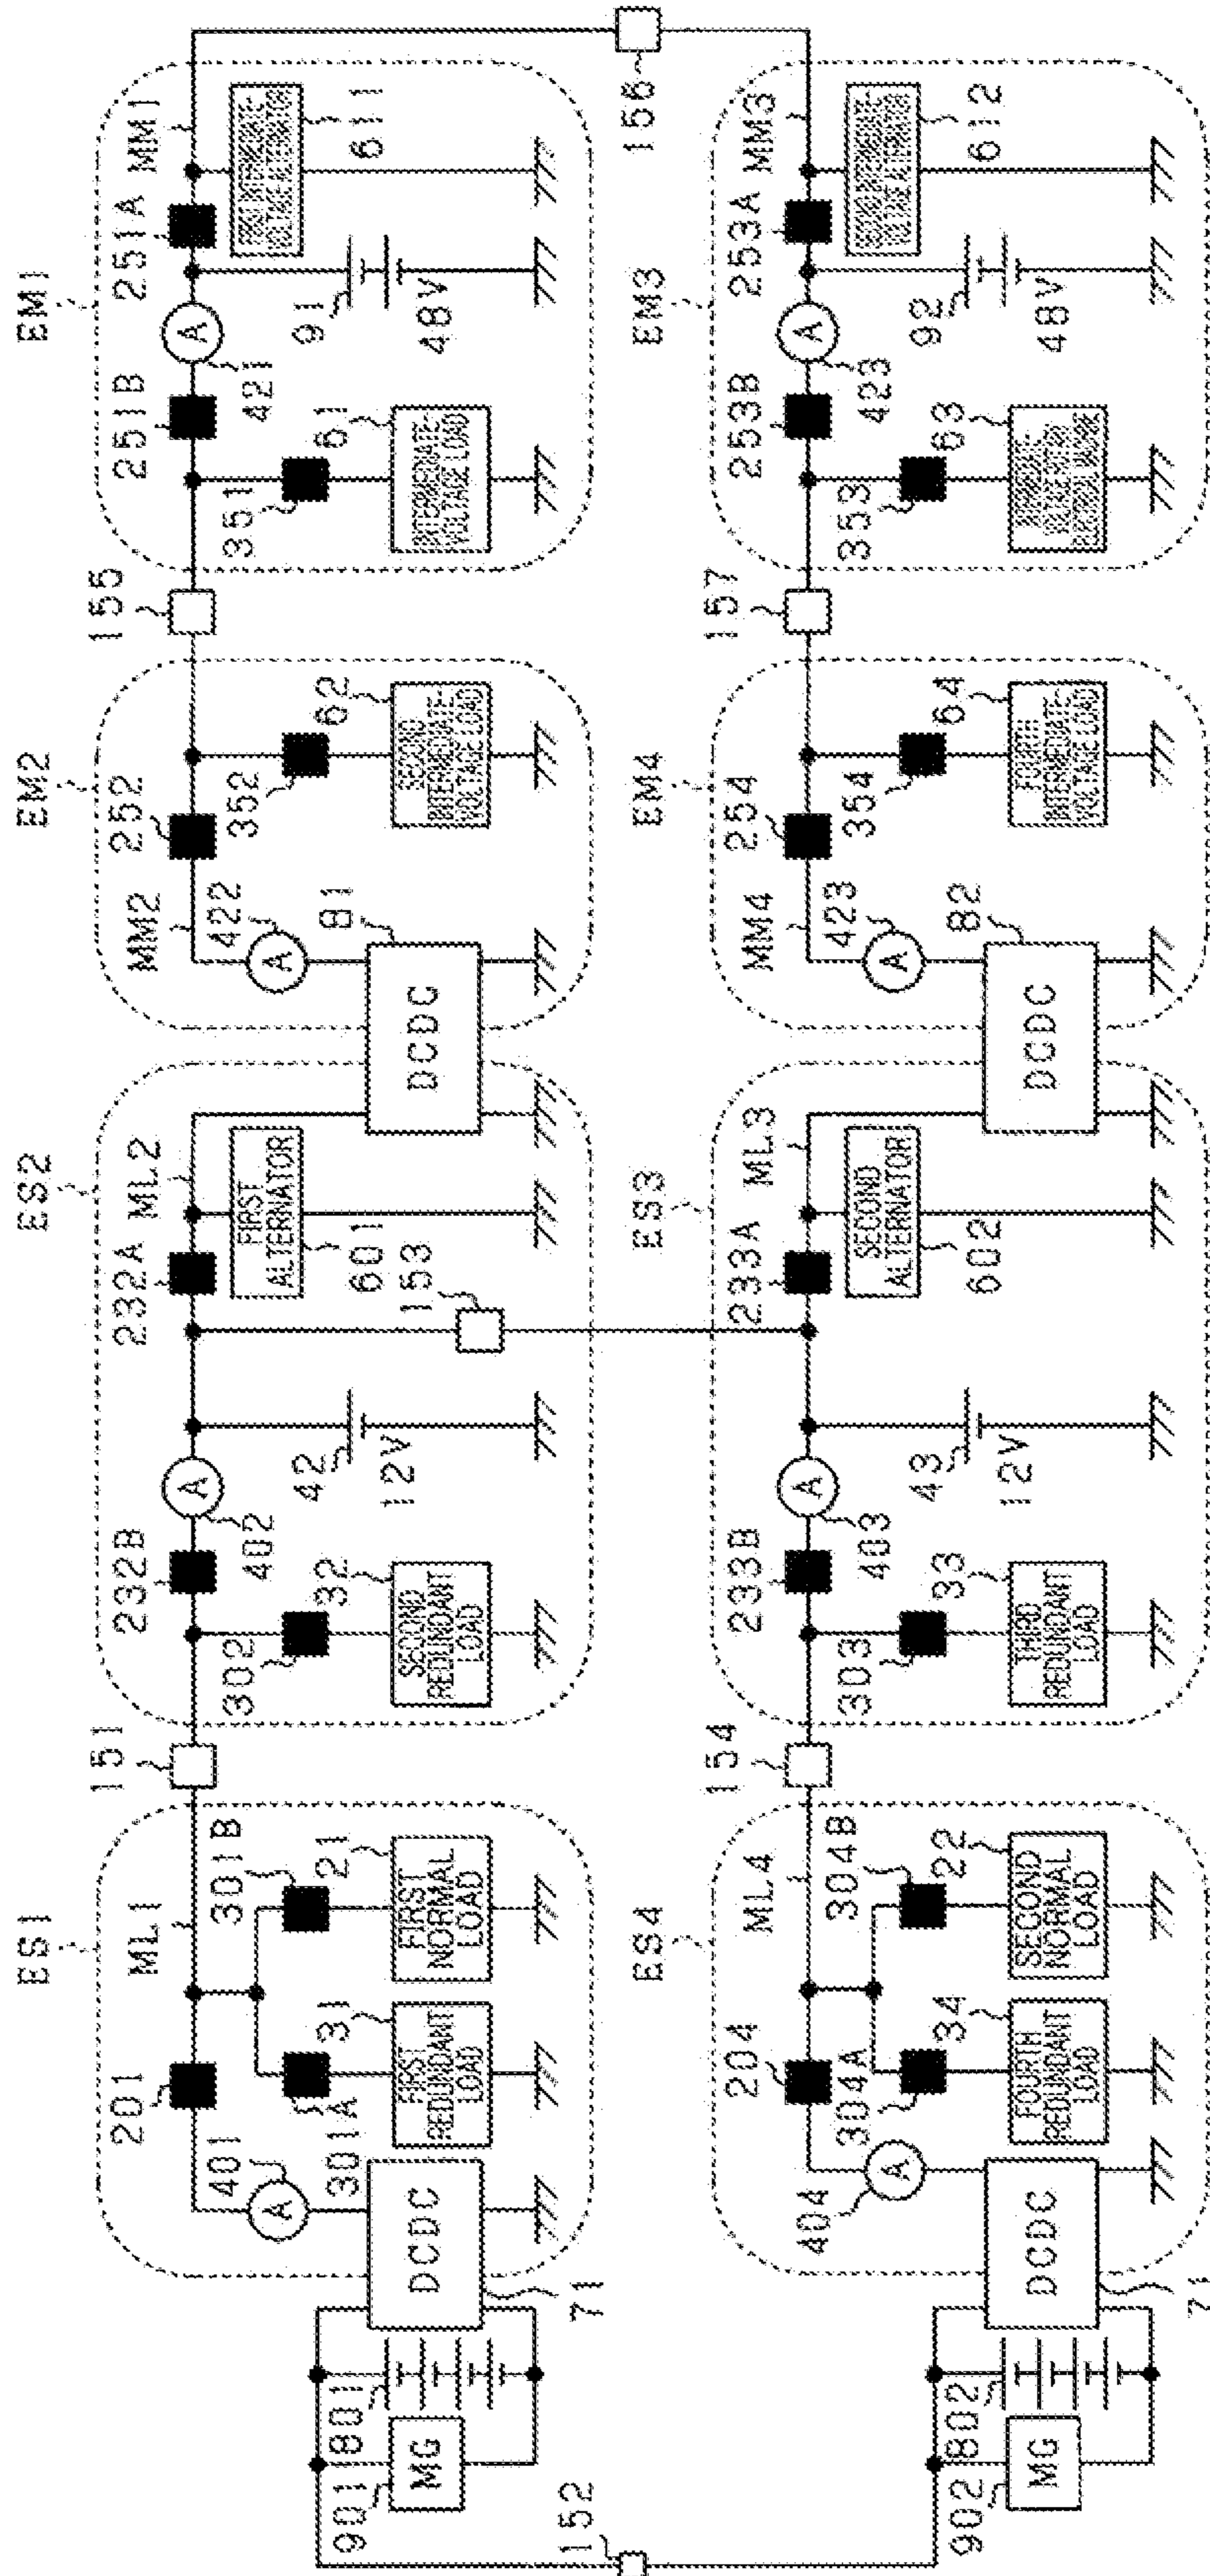 156
EM1
251B
251A
MM1
A
421
351
61
INTERMEDIATE-
VOLTAGE LOAD
91
48V
611
155
EM3
253B
253A
MM3
A
423
353
63
92
48V
612
157
EM2
MM2
252
422
A
352
62
SECOND
INTERMEDIATE-
VOLTAGE LOAD
81
DCDC
EM4
MM4
254
423
A
354
64
FOURTH
INTERMEDIATE-
VOLTAGE LOAD
82
DCDC
ES2
232B
232A
ML2
A
402
302
32
SECOND
REDUNDANT
LOAD
42
12V
FIRST
ALTERNATOR
601
153
151
ES3
233B
233A
ML3
A
403
303
33
THIRD
REDUNDANT
LOAD
43
12V
SECOND
ALTERNATOR
602
154
ES1
201
ML1
401
A
301A
301B
31
21
FIRST
REDUNDANT
LOAD
FIRST
NORMAL
LOAD
DCDC
71
801
901
MG
ES4
204
ML4
404
A
304A
304B
34
22
FOURTH
REDUNDANT
LOAD
SECOND
NORMAL
LOAD
DCDC
71
802
902
MG
152